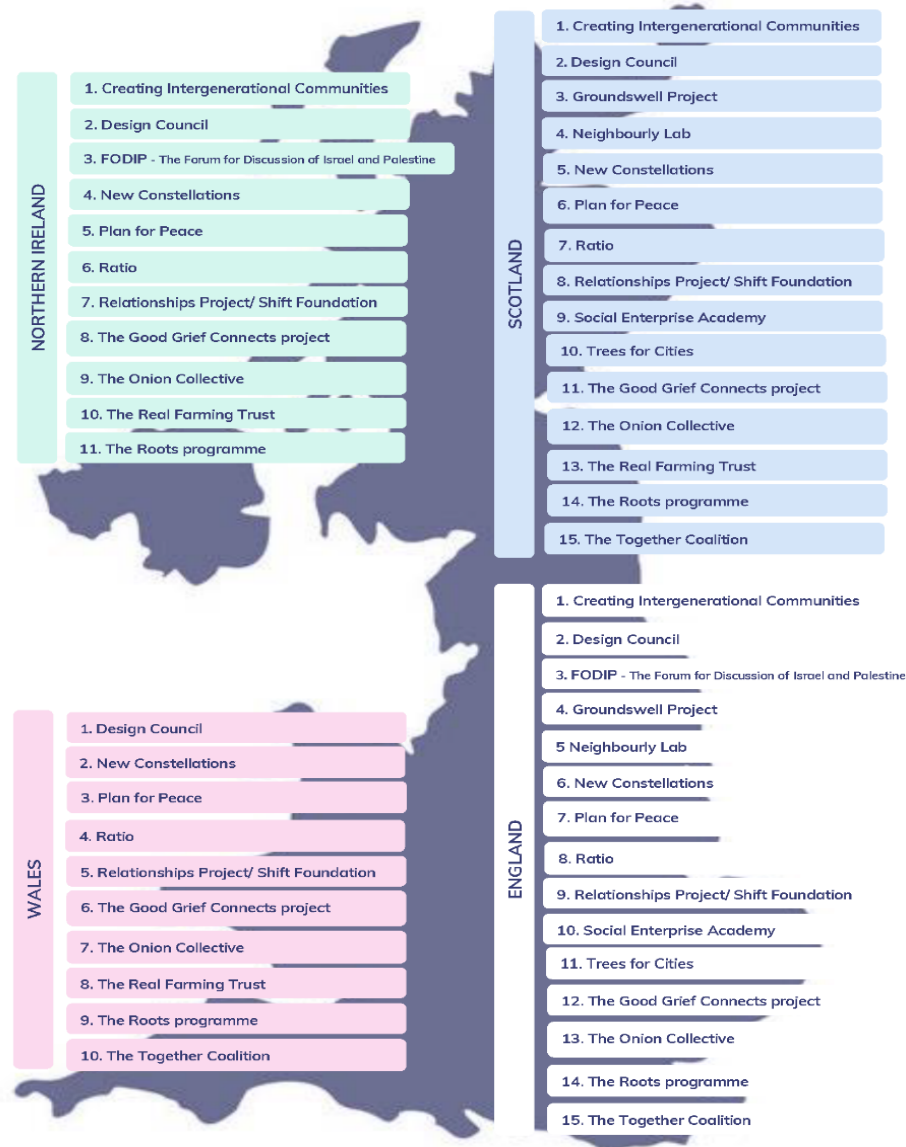 NORTHERN IRELAND
1. Creating Intergenerational Communities
2. Design Council
3. FODIP - The Forum for Discussion of Israel and Palestine
4. New Constellations
5. Plan for Peace
6. Ratio
7. Relationships Project/ Shift Foundation
8. The Good Grief Connects project
9. The Onion Collective
10. The Real Farming Trust
11. The Roots programme
SCOTLAND
1. Creating Intergenerational Communities
2. Design Council
3. Groundswell Project
4. Neighbourly Lab
5. New Constellations
6. Plan for Peace
7. Ratio
8. Relationships Project/ Shift Foundation
9. Social Enterprise Academy
10. Trees for Cities
11. The Good Grief Connects project
12. The Onion Collective
13. The Real Farming Trust
14. The Roots programme
15. The Together Coalition
WALES
1. Design Council
2. New Constellations
3. Plan for Peace
4. Ratio
5. Relationships Project/ Shift Foundation
6. The Good Grief Connects project
7. The Onion Collective
8. The Real Farming Trust
9. The Roots programme
10. The Together Coalition
ENGLAND
1. Creating Intergenerational Communities
2. Design Council
3. FODIP - The Forum for Discussion of Israel and Palestine
4. Groundswell Project
5 Neighbourly Lab
6. New Constellations
7. Plan for Peace
8. Ratio
9. Relationships Project/ Shift Foundation
10. Social Enterprise Academy
11. Trees for Cities
12. The Good Grief Connects project
13. The Onion Collective
14. The Roots programme
15. The Together Coalition